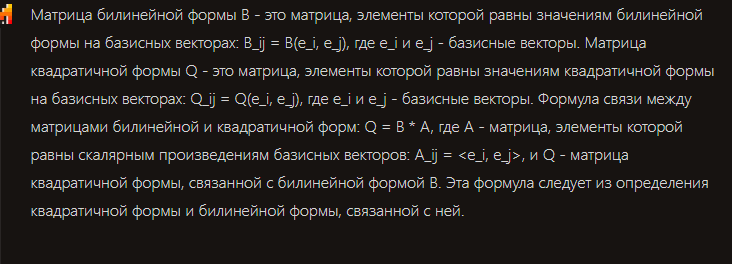 Матрица билинейной формы B - это матрица, элементы которой равны значениям билинейной
формы на базисных векторах: B_ij = B(e_i, e_j), где e_i и e_j - базисные векторы. Матрица
квадратичной формы Q - это матрица, элементы которой равны значениям квадратичной формы
на базисных векторах: Q_ij = Q(e_i, e_j), где e_i и e_j - базисные векторы. Формула связи между
матрицами билинейной и квадратичной форм: Q = B * A, где A - матрица, элементы которой
равны скалярным произведениям базисных векторов: A_ij = <e_i, e_j>, и Q - матрица
квадратичной формы, связанной с билинейной формой B. Эта формула следует из определения
квадратичной формы и билинейной формы, связанной с ней.